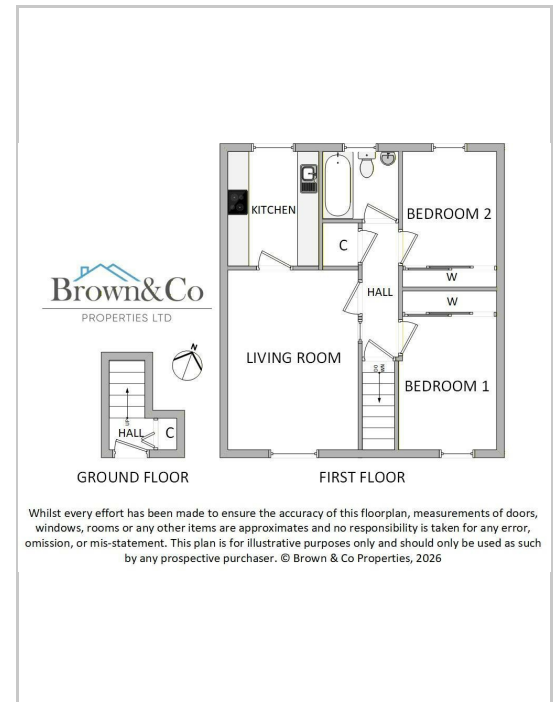 KITCHEN
BEDROOM 2
C
W
HALL
W
Brown&Co
PROPERTIES LTD
N
LIVING ROOM
DOWN
BEDROOM 1
UP
HALL
C
GROUND FLOOR
FIRST FLOOR
Whilst every effort has been made to ensure the accuracy of this floorplan, measurements of doors,
windows, rooms or any other items are approximates and no responsibility is taken for any error,
omission, or mis-statement. This plan is for illustrative purposes only and should only be used as such
by any prospective purchaser. © Brown & Co Properties, 2026